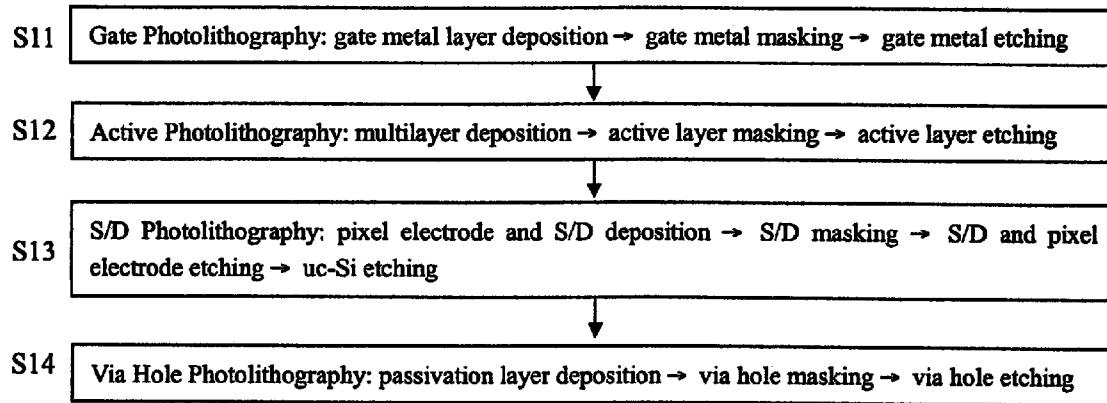 S11 Gate Photolithography: gate metal layer deposition → gate metal masking → gate metal etching
S12 Active Photolithography: multilayer deposition → active layer masking → active layer etching
S13 S/D Photolithography: pixel electrode and S/D deposition → S/D masking → S/D and pixel
electrode etching → uc-Si etching
S14 Via Hole Photolithography: passivation layer deposition → via hole masking → via hole etching